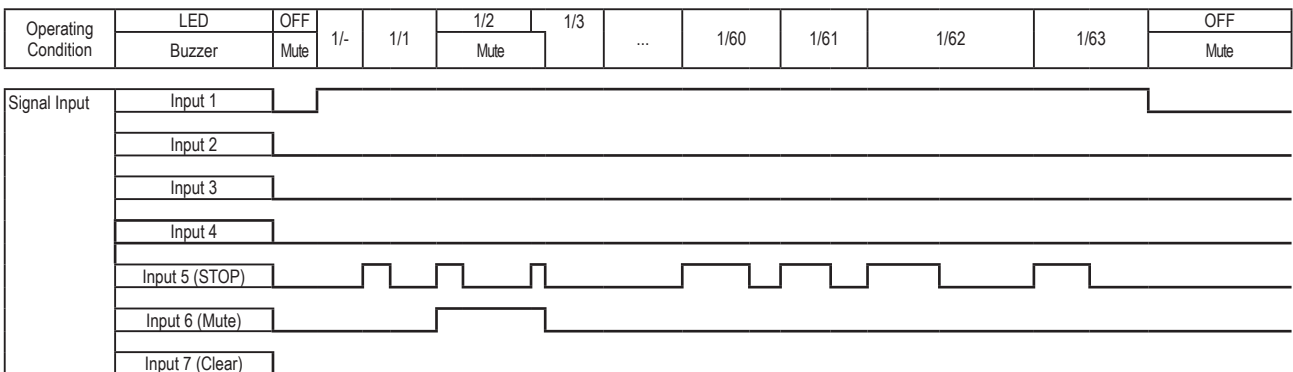 Operating Condition LED OFF 1/- 1/1 1/2 1/3 ... 1/60 1/61 1/62 1/63 OFF
Buzzer Mute Mute Mute
Signal Input Input 1
Input 2
Input 3
Input 4
Input 5 (STOP)
Input 6 (Mute)
Input 7 (Clear)